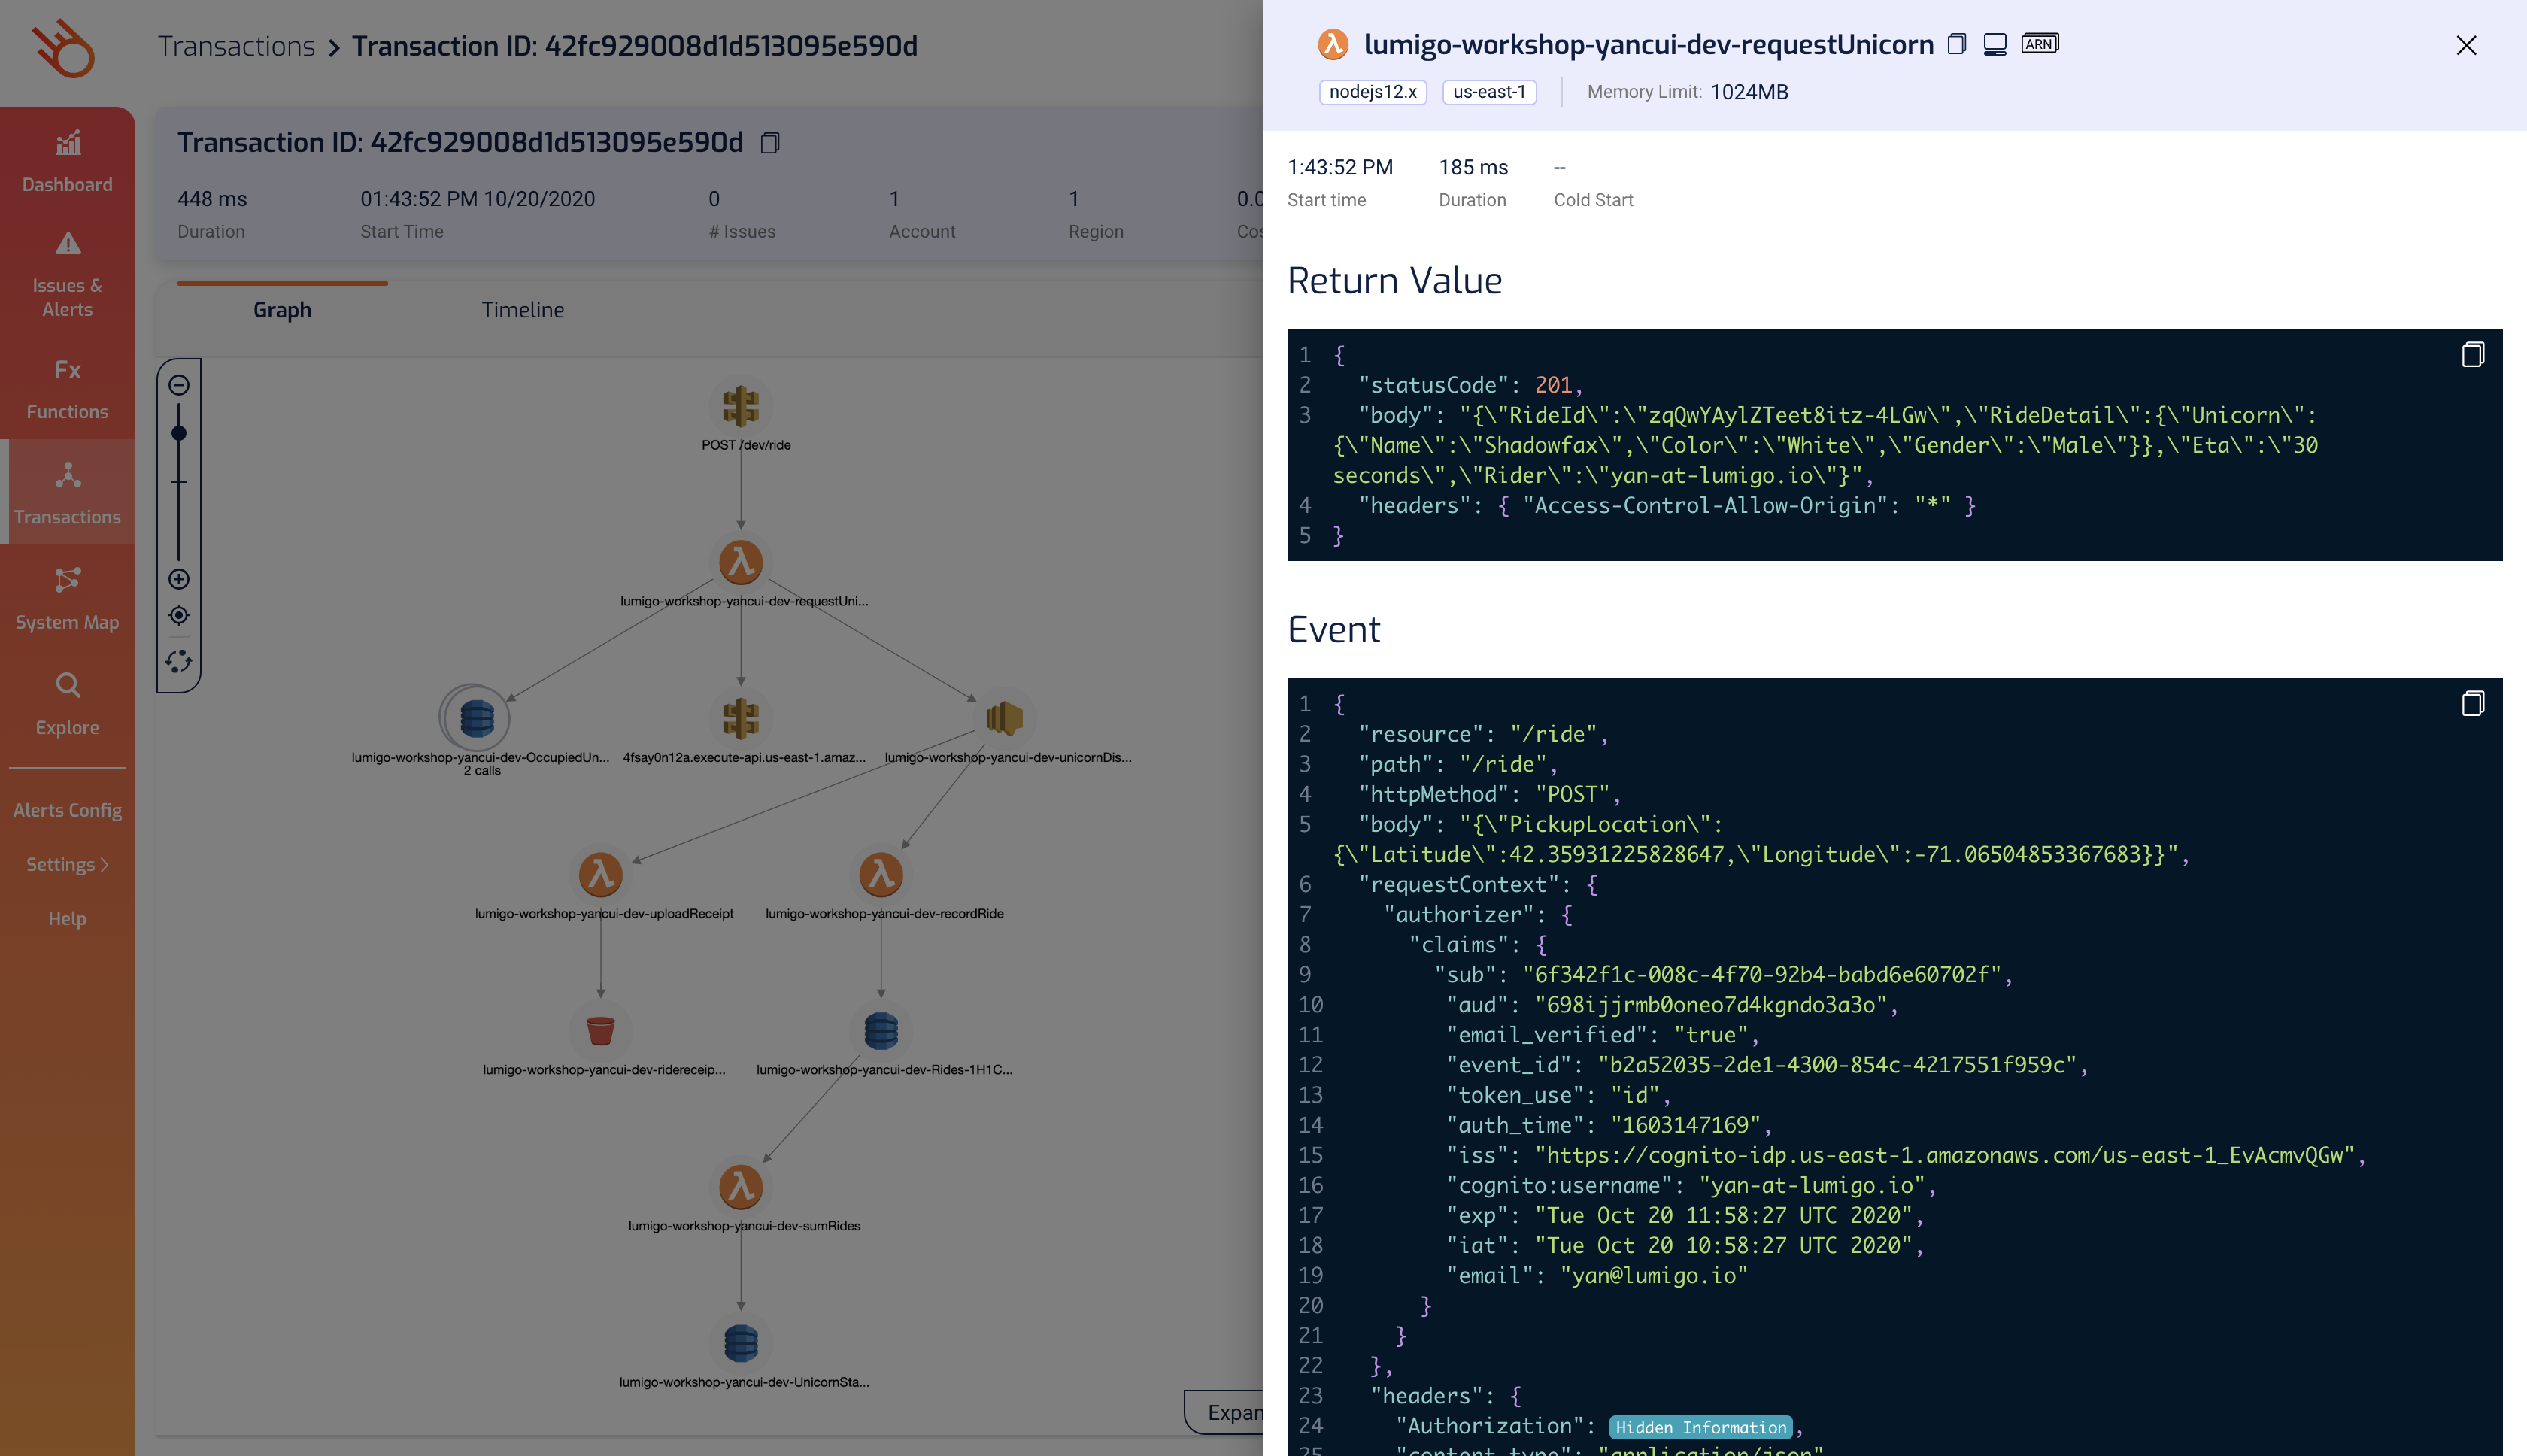 Transactions > Transaction ID: 42fc929008d1d513095e590d
Dashboard
Issues &
Alerts
Fx
Functions
Transactions
System Map
Explore
Alerts Config
Settings >
Help
Transaction ID: 42fc929008d1d513095e590d
448 ms
01:43:52 PM 10/20/2020
0
1
1
0.0
Duration
Start Time
# Issues
Account
Region
Cos
Graph
Timeline
POST /dev/ride
lumigo-workshop-yancui-dev-requestUni...
lumigo-workshop-yancui-dev-OccupiedUn...
2 calls
4fsay0n12a.execute-api.us-east-1.amaz...
lumigo-workshop-yancui-dev-unicornDis...
lumigo-workshop-yancui-dev-uploadReceipt
lumigo-workshop-yancui-dev-recordRide
lumigo-workshop-yancui-dev-ridereceip...
lumigo-workshop-yancui-dev-Rides-1H1C...
lumigo-workshop-yancui-dev-sumRides
lumigo-workshop-yancui-dev-UnicornSta...
Expan
lumigo-workshop-yancui-dev-requestUnicorn ARN
nodejs12.x us-east-1 Memory Limit: 1024MB
1:43:52 PM
185 ms
--
Start time
Duration
Cold Start
Return Value
1 {
2 "statusCode": 201,
3 "body": "{\"RideId\":\"zqQwYAylZTeet8itz-4LGw\",\"RideDetail\":{\"Unicorn\":
{\"Name\":\"Shadowfax\",\"Color\":\"White\",\"Gender\":\"Male\"}},\"Eta\":\"30
seconds\",\"Rider\":\"yan-at-lumigo.io\"}",
4 "headers": { "Access-Control-Allow-Origin": "*" }
5 }
Event
1 {
2 "resource": "/ride",
3 "path": "/ride",
4 "httpMethod": "POST",
5 "body": "{\"PickupLocation\":
{\"Latitude\":42.35931225828647,\"Longitude\":-71.06504853367683}}",
6 "requestContext": {
7 "authorizer": {
8 "claims": {
9 "sub": "6f342f1c-008c-4f70-92b4-babd6e60702f",
10 "aud": "698ijjrmb0oneo7d4kgndo3a3o",
11 "email_verified": "true",
12 "event_id": "b2a52035-2de1-4300-854c-4217551f959c",
13 "token_use": "id",
14 "auth_time": "1603147169",
15 "iss": "https://cognito-idp.us-east-1.amazonaws.com/us-east-1_EvAcmvQGw",
16 "cognito:username": "yan-at-lumigo.io",
17 "exp": "Tue Oct 20 11:58:27 UTC 2020",
18 "iat": "Tue Oct 20 10:58:27 UTC 2020",
19 "email": "yan@lumigo.io"
20 }
21 }
22 },
23 "headers": {
24 "Authorization": Hidden Information,
25 "content-type": "application/json"